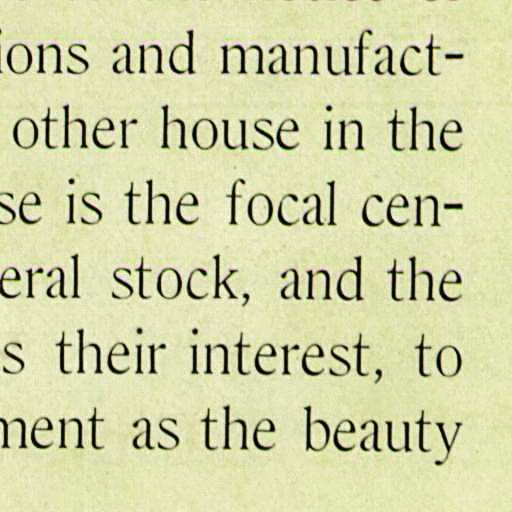 ions and manufact-
other house in the
se is the focal cen-
eral stock, and the
s their interest, to
ment as the beauty